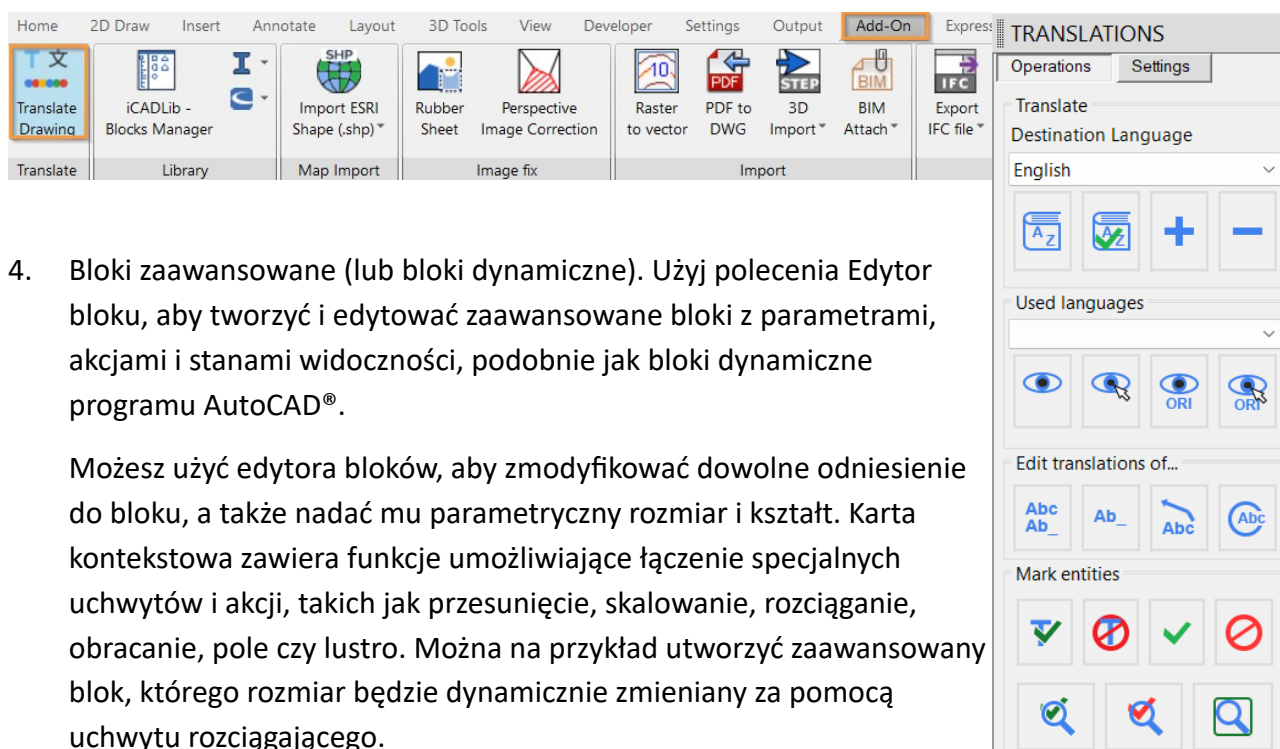 Home 2D Draw Insert Annotate Layout 3D Tools View Developer Settings Output Add-On Express
Translate Drawing
iCADLib - Blocks Manager
SHP
Import ESRI Shape (.shp)
Rubber Sheet
Perspective Image Correction
10
Raster to vector
PDF
PDF to DWG
STEP
3D Import
BIM
BIM Attach
IFC
Export IFC file
Translate Library Map Import Image fix Import
TRANSLATIONS
Operations Settings
Translate
Destination Language
English
A Z A Z
Used languages
ORI ORI
Edit translations of...
Abc Ab_ Ab_ Abc Abc
Mark entities
4. Bloki zaawansowane (lub bloki dynamiczne). Użyj polecenia Edytor
bloku, aby tworzyć i edytować zaawansowane bloki z parametrami,
akcjami i stanami widoczności, podobnie jak bloki dynamiczne
programu AutoCAD®.
Możesz użyć edytora bloków, aby zmodyfikować dowolne odniesienie
do bloku, a także nadać mu parametryczny rozmiar i kształt. Karta
kontekstowa zawiera funkcje umożliwiające łączenie specjalnych
uchwytów i akcji, takich jak przesunięcie, skalowanie, rozciąganie,
obracanie, pole czy lustro. Można na przykład utworzyć zaawansowany
blok, którego rozmiar będzie dynamicznie zmieniany za pomocą
uchwytu rozciągającego.